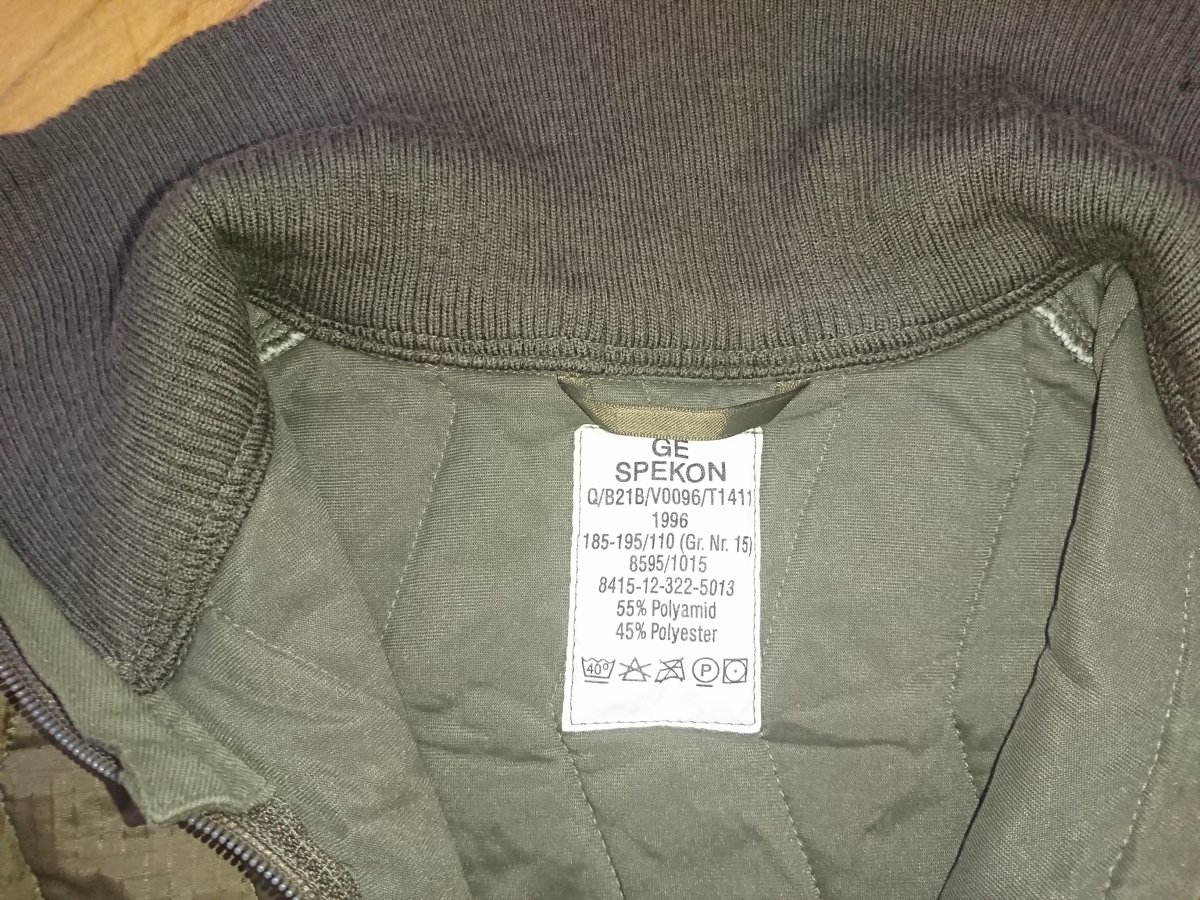 GE
SPEKON
Q/B21B/V0096/T1411
1996
185-195/110 (Gr. Nr. 15)
8595/1015
8415-12-322-5013
55% Polyamid
45% Polyester
40° P